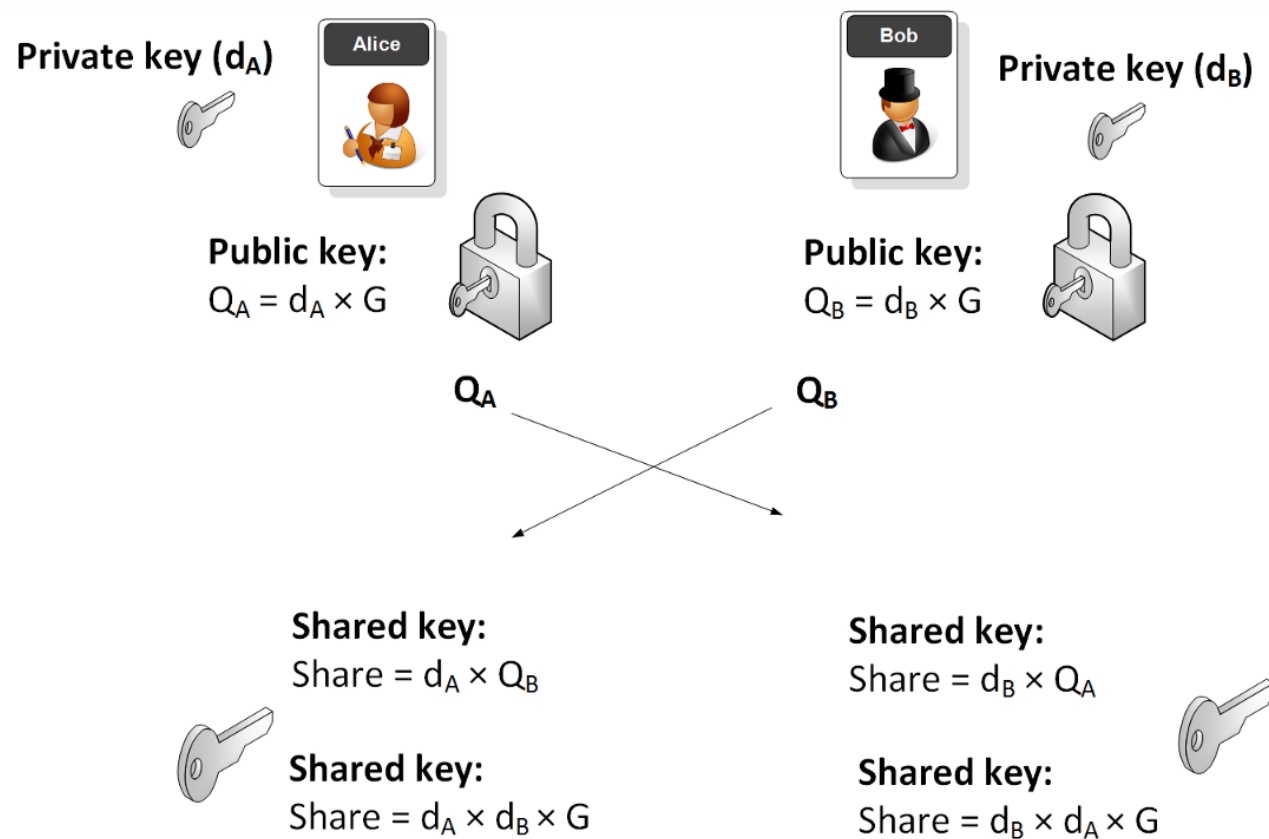 Alice
Private key (dA)
Bob
Private key (dB)
Public key:
QA = dA × G
Public key:
QB = dB × G
QA
QB
Shared key:
Share = dA × QB
Shared key:
Share = dB × QA
Shared key:
Share = dA × dB × G
Shared key:
Share = dB × dA × G